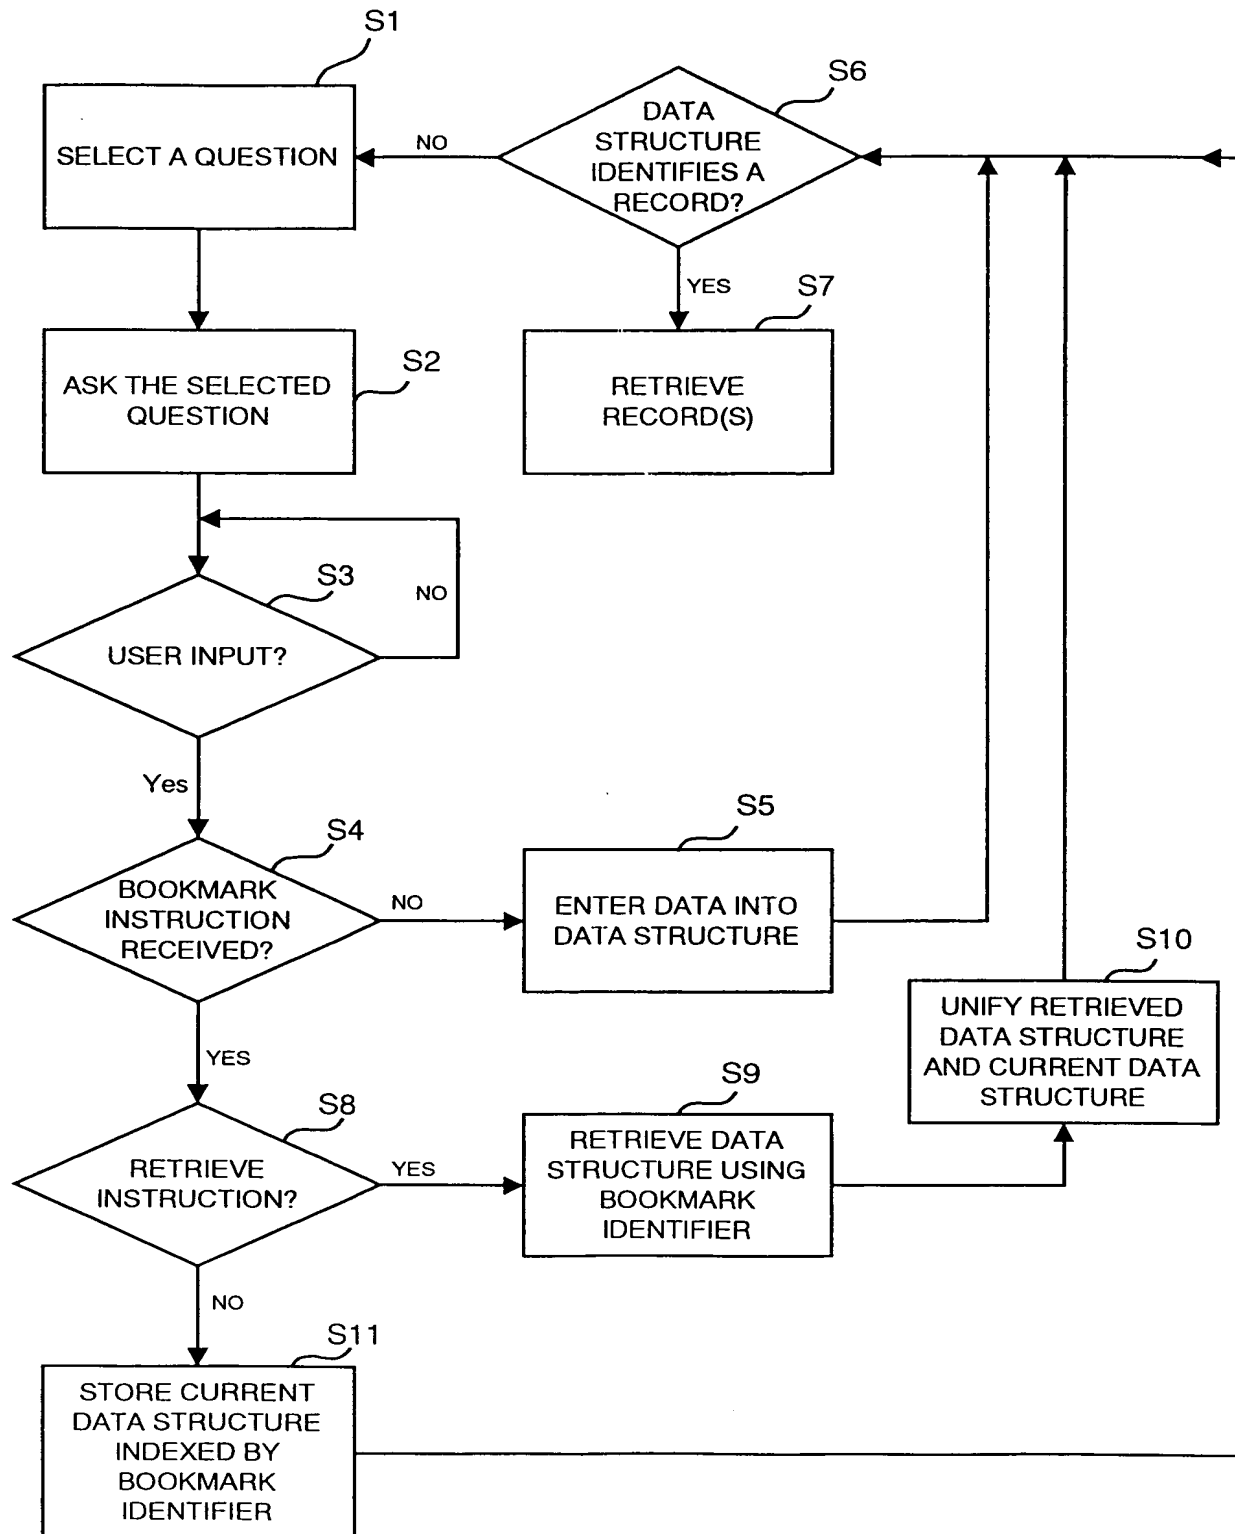 S1
SELECT A QUESTION
NO
S6
DATA
STRUCTURE
IDENTIFIES A
RECORD?
YES
S7
RETRIEVE
RECORD(S)
S2
ASK THE SELECTED
QUESTION
S3
USER INPUT?
NO
Yes
S4
BOOKMARK
INSTRUCTION
RECEIVED?
NO
S5
ENTER DATA INTO
DATA STRUCTURE
YES
S8
RETRIEVE
INSTRUCTION?
YES
S9
RETRIEVE DATA
STRUCTURE USING
BOOKMARK
IDENTIFIER
S10
UNIFY RETRIEVED
DATA STRUCTURE
AND CURRENT DATA
STRUCTURE
NO
S11
STORE CURRENT
DATA STRUCTURE
INDEXED BY
BOOKMARK
IDENTIFIER